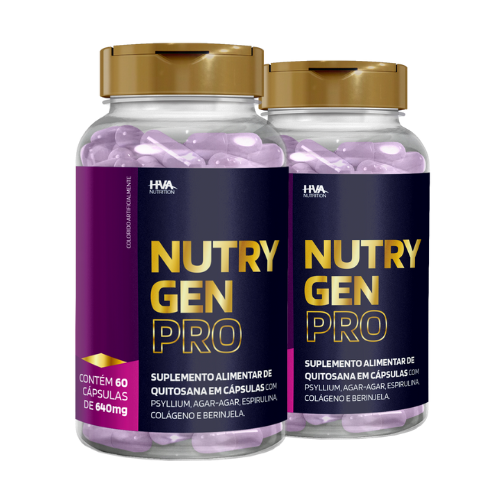 HVA
NUTRITION
NUTRY
GEN
PRO
SUPLEMENTO ALIMENTAR DE
QUITOSANA EM CÁPSULAS COM
PSYLLIUM, AGAR-AGAR, ESPIRULINA,
COLÁGENO E BERINJELA.
COLORIDO ARTIFICIALMENTE
CONTÉM 60
CÁPSULAS
DE 640mg
HVA
NUTRITION
NUTRY
GEN
PRO
SUPLEMENTO ALIMENTAR DE
QUITOSANA EM CÁPSULAS COM
PSYLLIUM, AGAR-AGAR, ESPIRULINA,
COLÁGENO E BERINJELA.